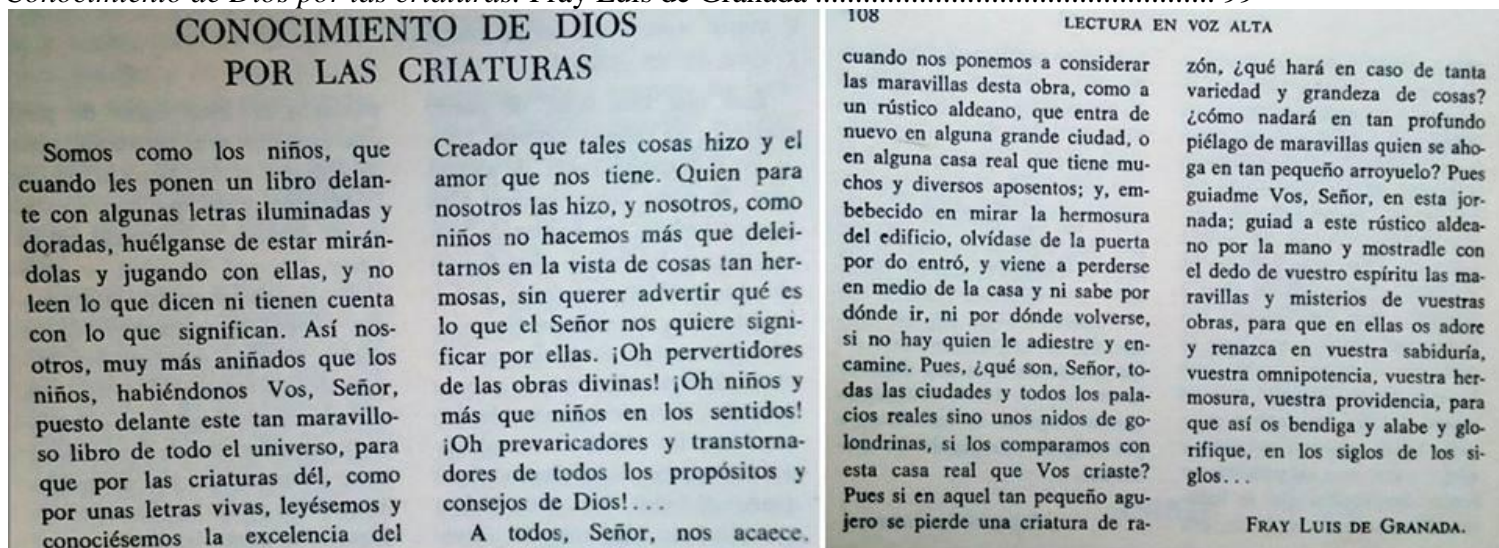 Conocimiento de Dios por las criaturas. Fray Luis de Granada ................................................ 99
CONOCIMIENTO DE DIOS
POR LAS CRIATURAS
Somos como los niños, que
cuando les ponen un libro delan-
te con algunas letras iluminadas y
doradas, huélganse de estar mirán-
dolas y jugando con ellas, y no
leen lo que dicen ni tienen cuenta
con lo que significan. Así nos-
otros, muy más aniñados que los
niños, habiéndonos Vos, Señor,
puesto delante este tan maravillo-
so libro de todo el universo, para
que por las criaturas dél, como
por unas letras vivas, leyésemos y
conociésemos la excelencia del
Creador que tales cosas hizo y el
amor que nos tiene. Quien para
nosotros las hizo, y nosotros, como
niños no hacemos más que delei-
tarnos en la vista de cosas tan her-
mosas, sin querer advertir qué es
lo que el Señor nos quiere signi-
ficar por ellas. ¡Oh pervertidores
de las obras divinas! ¡Oh niños y
más que niños en los sentidos!
¡Oh prevaricadores y transtorna-
dores de todos los propósitos y
consejos de Dios!...
A todos, Señor, nos acaece,
108
LECTURA EN VOZ ALTA
cuando nos ponemos a considerar
las maravillas desta obra, como a
un rústico aldeano, que entra de
nuevo en alguna grande ciudad, o
en alguna casa real que tiene mu-
chos y diversos aposentos; y, em-
bebecido en mirar la hermosura
del edificio, olvídase de la puerta
por do entró, y viene a perderse
en medio de la casa y ni sabe por
dónde ir, ni por dónde volverse,
si no hay quien le adiestre y en-
camine. Pues, ¿qué son, Señor, to-
das las ciudades y todos los pala-
cios reales sino unos nidos de go-
londrinas, si los comparamos con
esta casa real que Vos criaste?
Pues si en aquel tan pequeño agu-
jero se pierde una criatura de ra-
zón, ¿qué hará en caso de tanta
variedad y grandeza de cosas?
¿cómo nadará en tan profundo
piélago de maravillas quien se aho-
ga en tan pequeño arroyuelo? Pues
guiadme Vos, Señor, en esta jor-
nada; guiad a este rústico aldea-
no por la mano y mostradle con
el dedo de vuestro espíritu las ma-
ravillas y misterios de vuestras
obras, para que en ellas os adore
y renazca en vuestra sabiduría,
vuestra omnipotencia, vuestra her-
mosura, vuestra providencia, para
que así os bendiga y alabe y glo-
rifique, en los siglos de los si-
glos...
FRAY LUIS DE GRANADA.